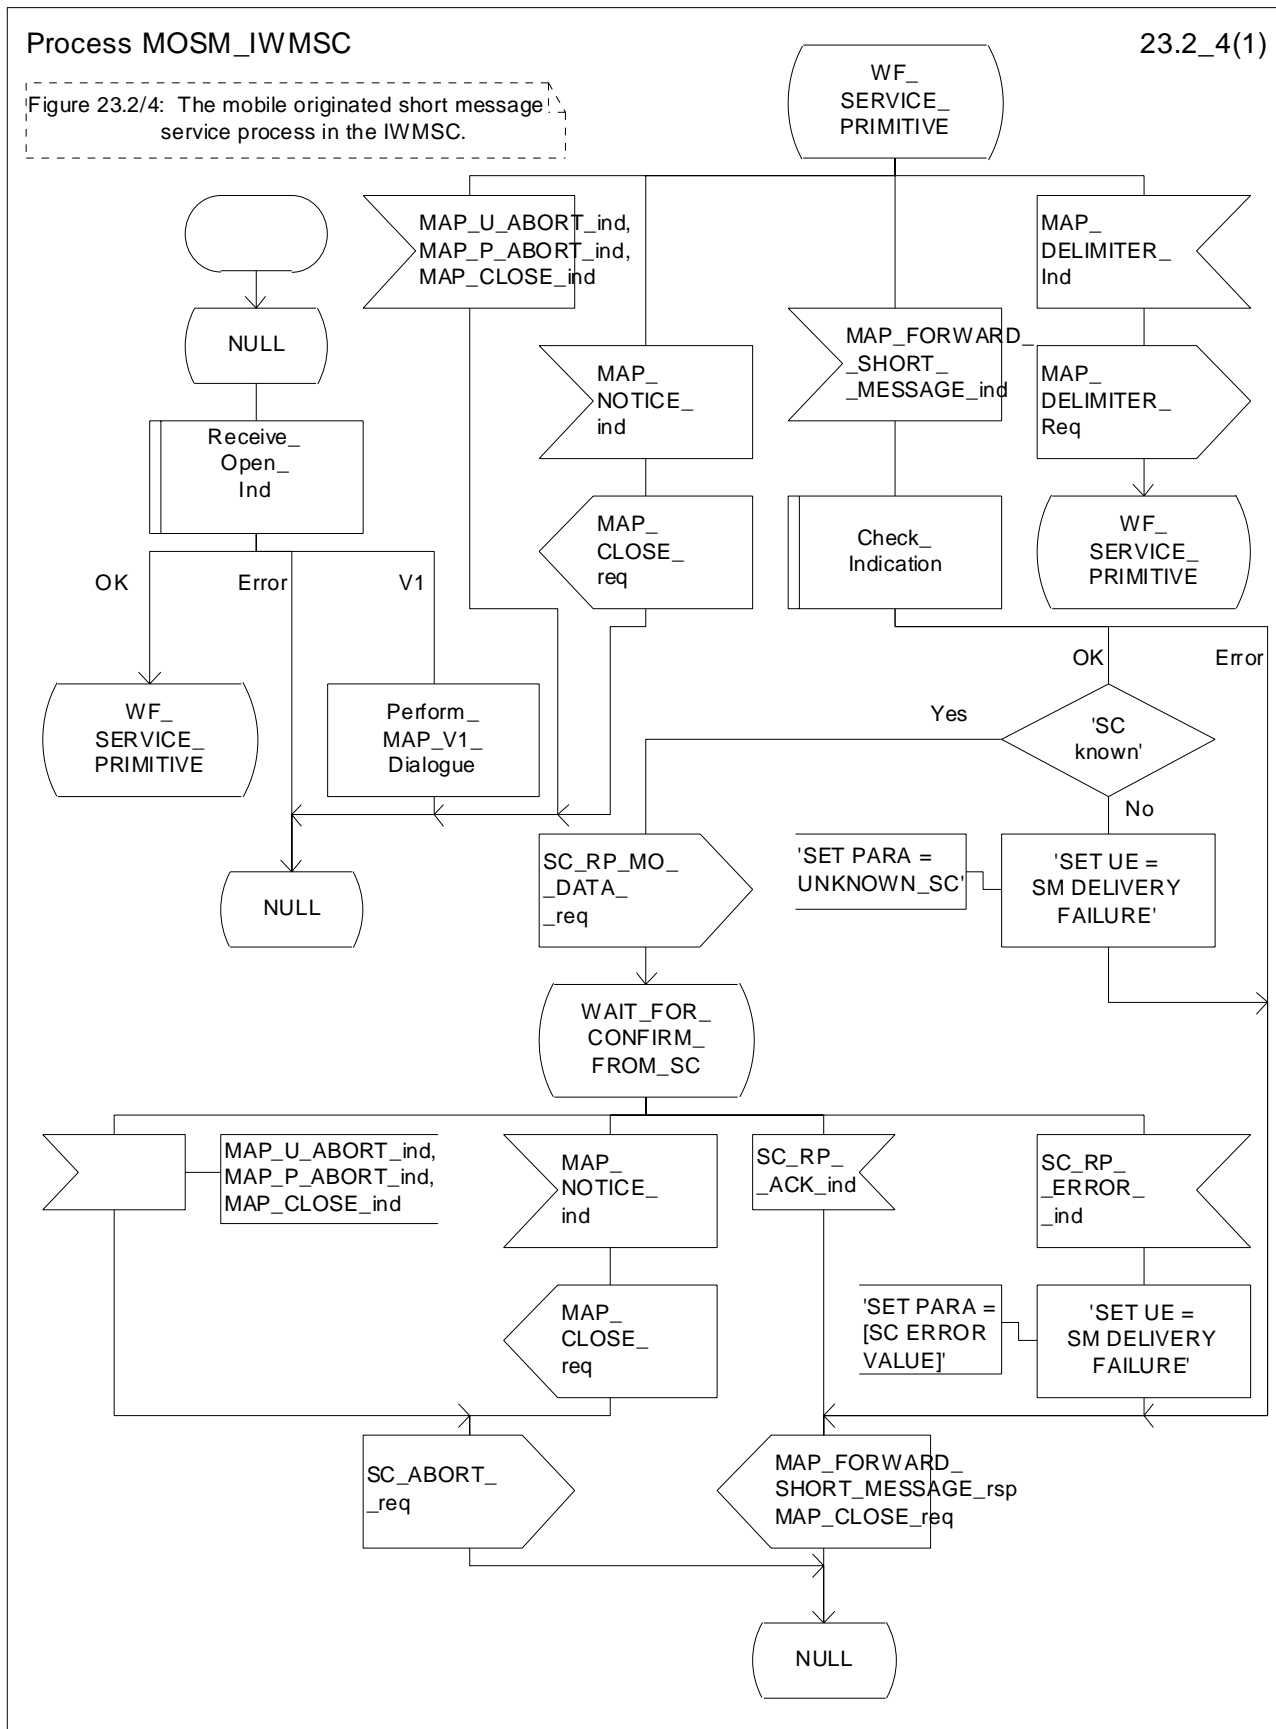 Process MOSM_IWMSC
23.2_4(1)
Figure 23.2/4: The mobile originated short message
service process in the IWMSC.
WF_
SERVICE_
PRIMITIVE
MAP_U_ABORT_ind,
MAP_P_ABORT_ind,
MAP_CLOSE_ind
MAP_
DELIMITER_
Ind
NULL
MAP_
NOTICE_
ind
MAP_FORWARD_
_SHORT_
_MESSAGE_ind
MAP_
DELIMITER_
Req
Receive_
Open_
Ind
MAP_
CLOSE_
req
Check_
Indication
WF_
SERVICE_
PRIMITIVE
OK
Error
V1
OK
Error
WF_
SERVICE_
PRIMITIVE
Perform_
MAP_V1_
Dialogue
Yes
'SC
known'
No
NULL
SC_RP_MO_
_DATA_
_req
'SET PARA =
UNKNOWN_SC'
'SET UE =
SM DELIVERY
FAILURE'
WAIT_FOR_
CONFIRM_
FROM_SC
MAP_U_ABORT_ind,
MAP_P_ABORT_ind,
MAP_CLOSE_ind
MAP_
NOTICE_
ind
SC_RP_
_ACK_ind
SC_RP_
_ERROR_
_ind
MAP_
CLOSE_
req
'SET PARA =
[SC ERROR
VALUE]'
'SET UE =
SM DELIVERY
FAILURE'
SC_ABORT_
_req
MAP_FORWARD_
SHORT_MESSAGE_rsp
MAP_CLOSE_req
NULL